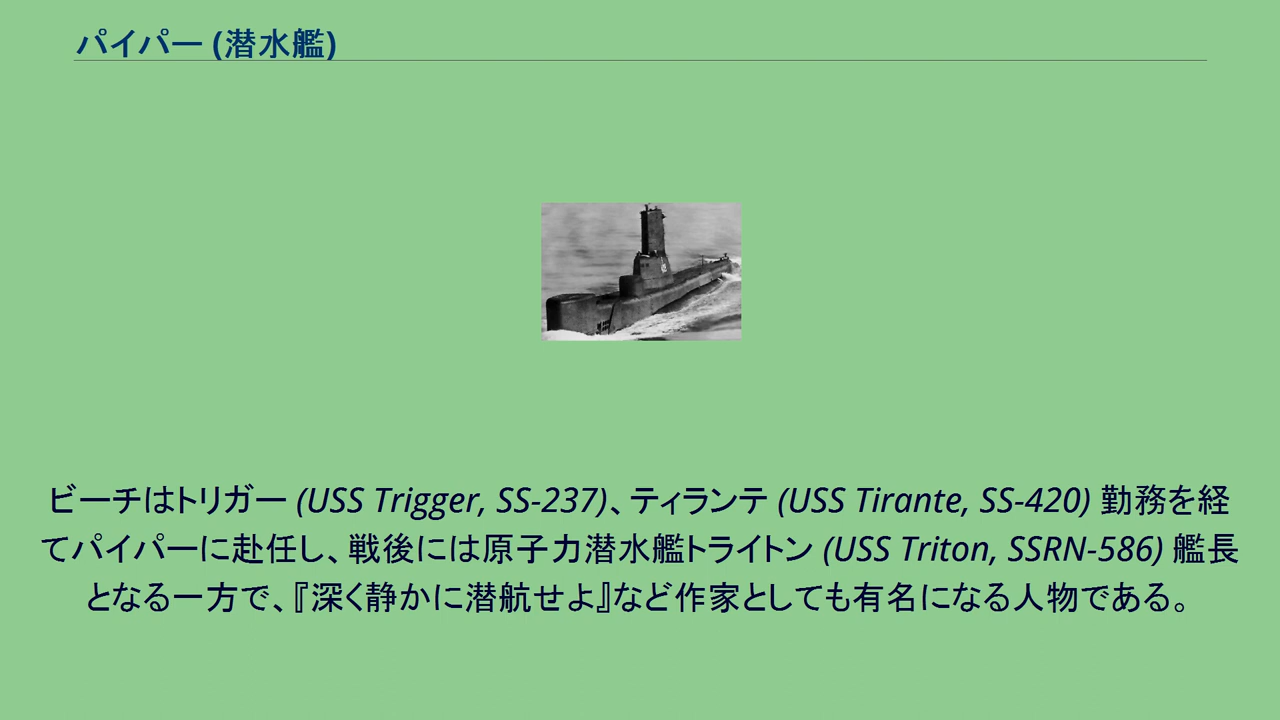 パイパー (潜水艦)
ビーチはトリガー (USS Trigger, SS-237)、ティランテ (USS Tirante, SS-420) 勤務を経
てパイパーに赴任し、戦後には原子力潜水艦トライトン (USS Triton, SSRN-586) 艦長
となる一方で、『深く静かに潜航せよ』など作家としても有名になる人物である。